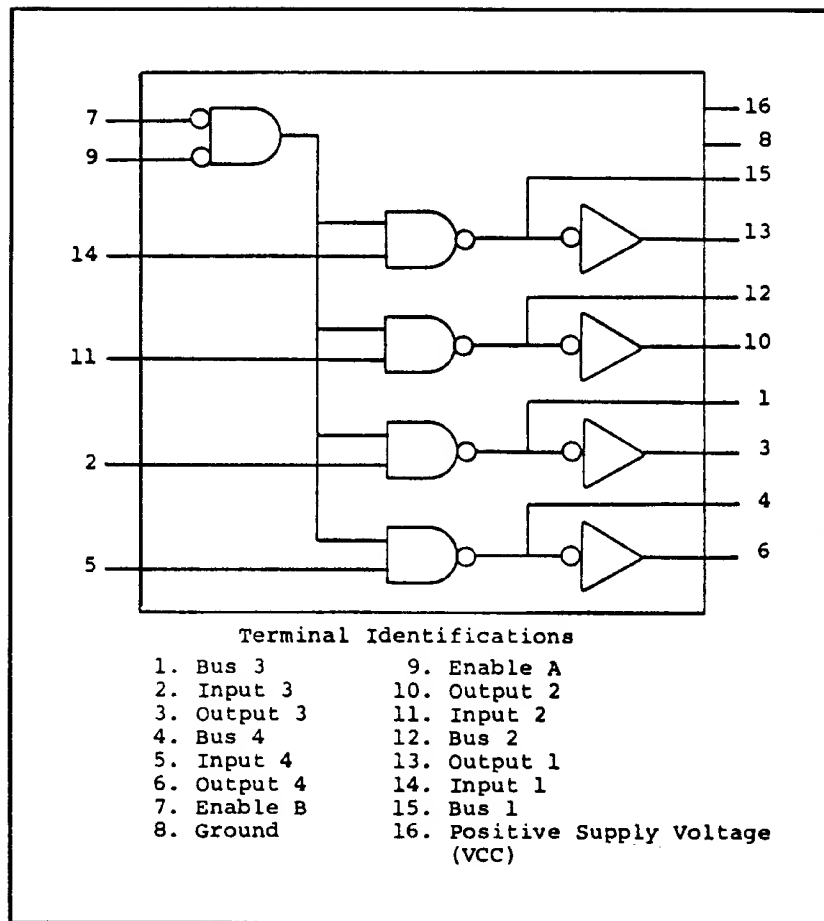 7
9
14
11
2
5
16
8
15
13
12
10
1
3
4
6
Terminal Identifications
1. Bus 3
2. Input 3
3. Output 3
4. Bus 4
5. Input 4
6. Output 4
7. Enable B
8. Ground
9. Enable A
10. Output 2
11. Input 2
12. Bus 2
13. Output 1
14. Input 1
15. Bus 1
16. Positive Supply Voltage
(VCC)